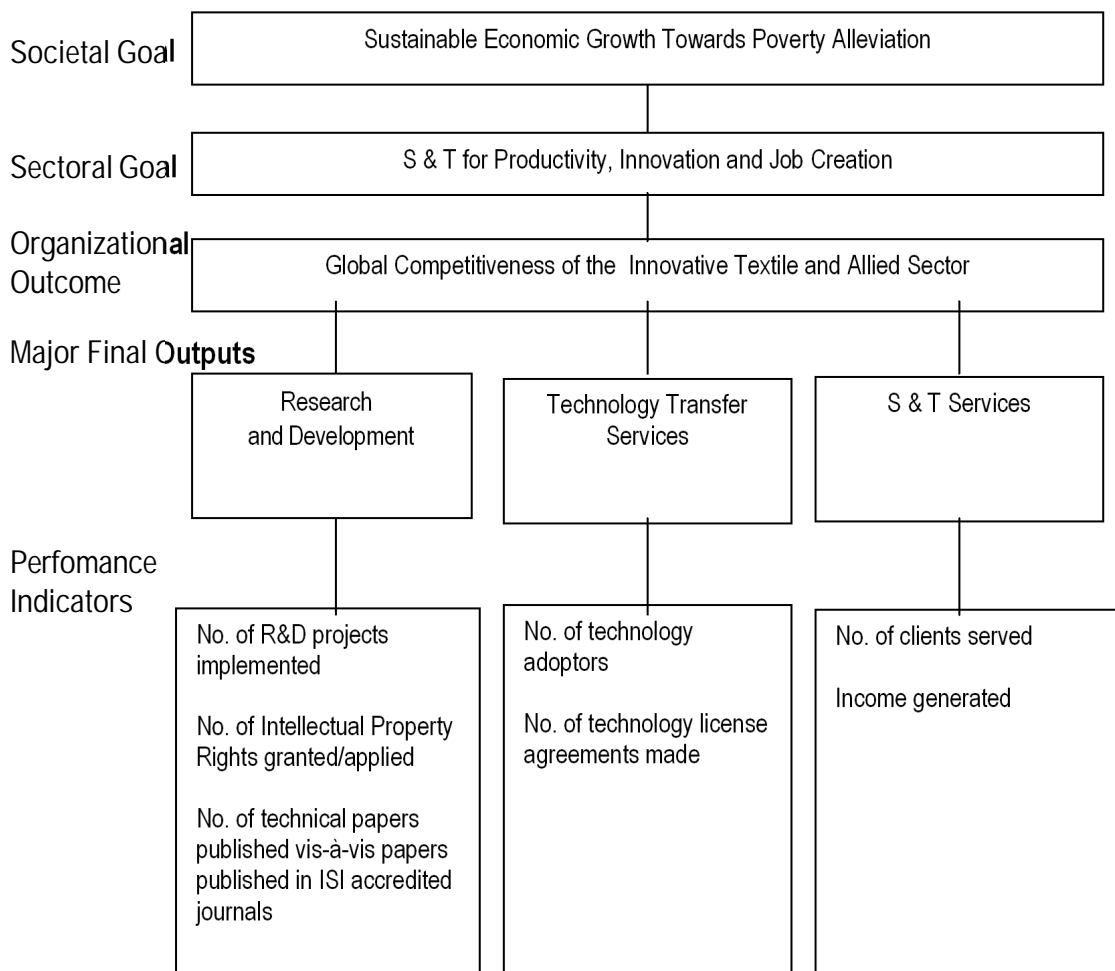 Societal Goal
Sustainable Economic Growth Towards Poverty Alleviation
Sectoral Goal
S & T for Productivity, Innovation and Job Creation
Organizational
Outcome
Global Competitiveness of the Innovative Textile and Allied Sector
Major Final Outputs
Research
and Development
Technology Transfer
Services
S & T Services
Perfomance
Indicators
No. of R&D projects
implemented
No. of Intellectual Property
Rights granted/applied
No. of technical papers
published vis-à-vis papers
published in ISI accredited
journals
No. of technology
adoptors
No. of technology license
agreements made
No. of clients served
Income generated